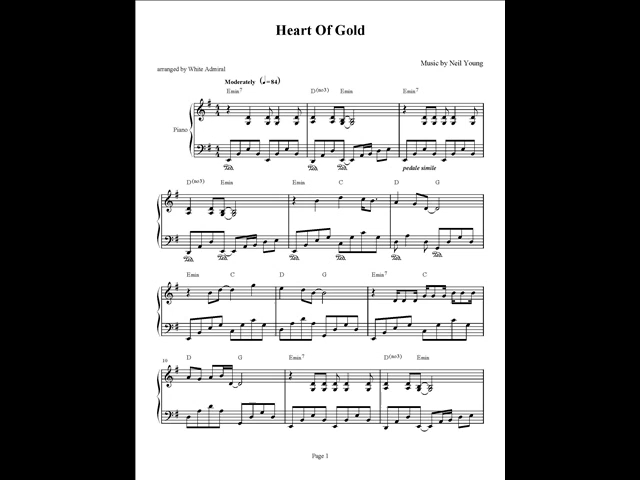 Heart Of Gold
Music by Neil Young
arranged by White Admiral
Moderately (♩=84)
Emin7 D(no3) Emin Emin7
Piano
pedale simile
D(no3) Emin Emin C D G
Emin C D G Emin7 C
10
D G Emin7 D(no3) Emin
Page 1